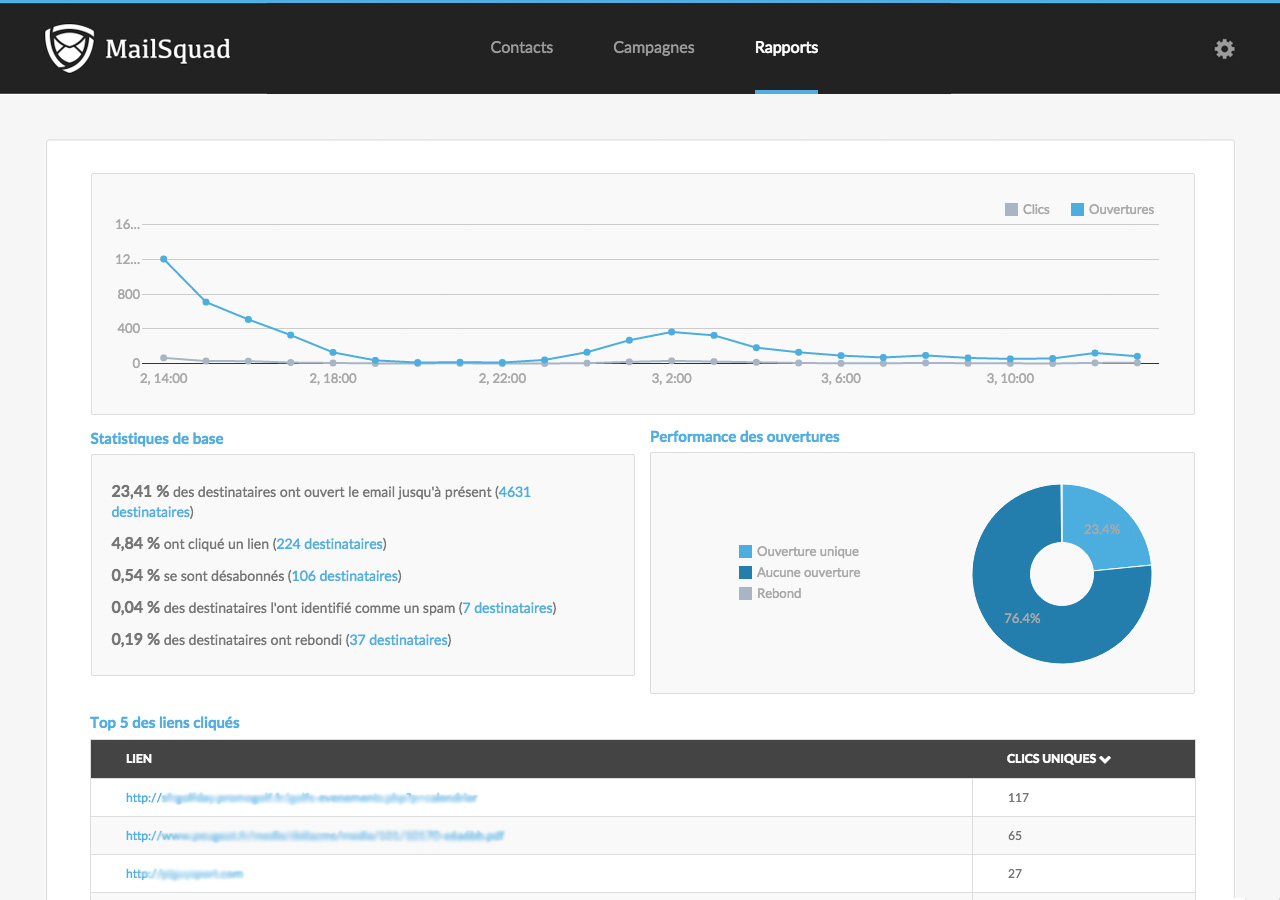 MailSquad
Contacts
Campagnes
Rapports
Clics
Ouvertures
16...
12...
800
400
0
2, 14:00
2, 18:00
2, 22:00
3, 2:00
3, 6:00
3, 10:00
Statistiques de base
23,41 % des destinataires ont ouvert le email jusqu'à présent (4631
destinataires)
4,84 % ont cliqué un lien (224 destinataires)
0,54 % se sont désabonnés (106 destinataires)
0,04 % des destinataires l'ont identifié comme un spam (7 destinataires)
0,19 % des destinataires ont rebondi (37 destinataires)
Performance des ouvertures
Ouverture unique
Aucune ouverture
Rebond
23.4%
76.4%
Top 5 des liens cliqués
LIEN
CLICS UNIQUES
http://
117
http://
65
http://
27